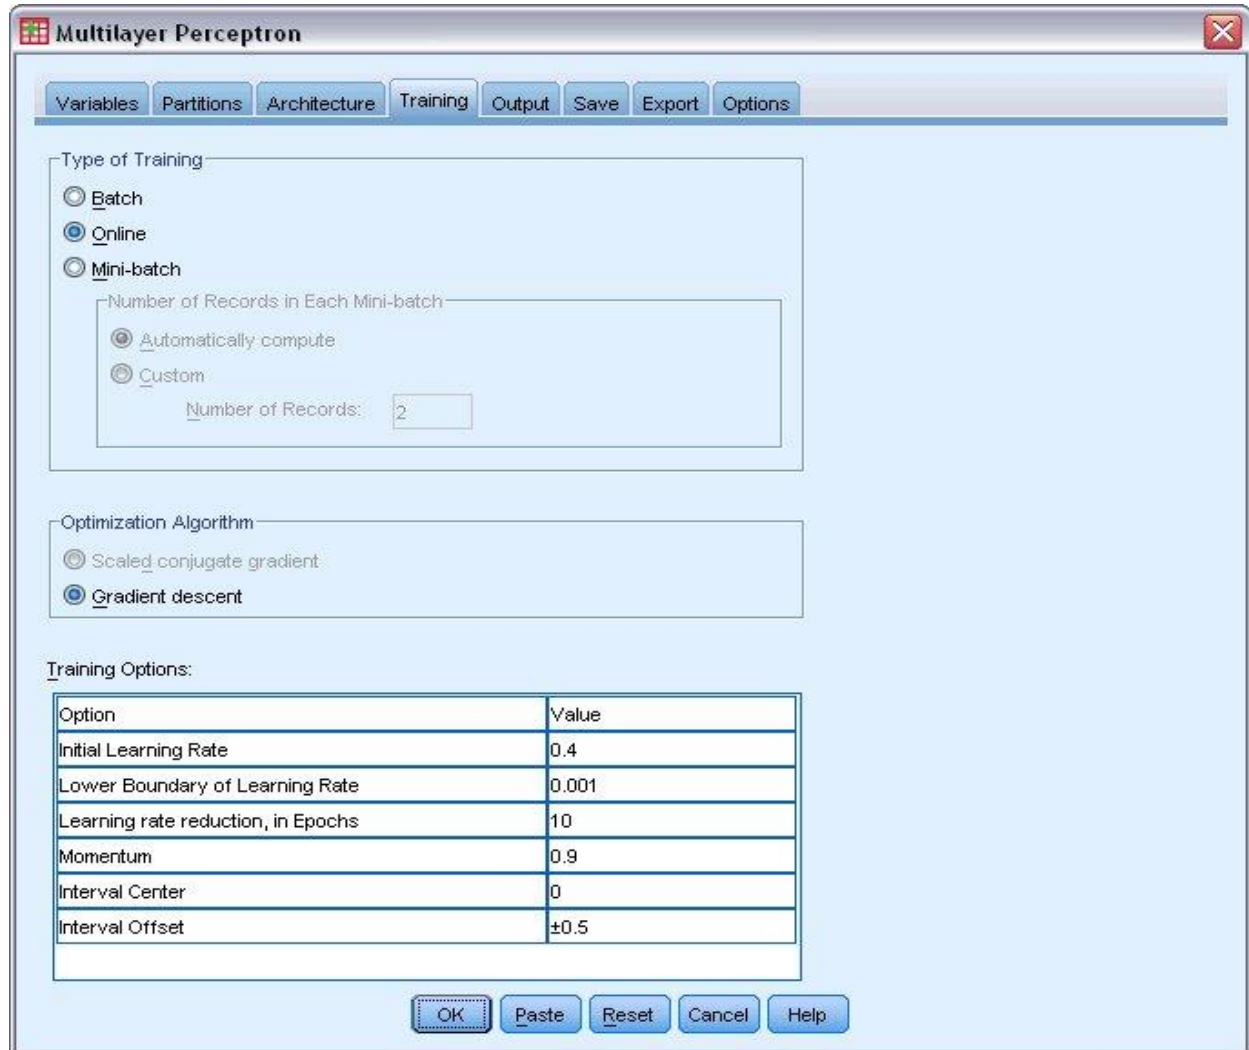 Multilayer Perceptron
Variables Partitions Architecture Training Output Save Export Options
Type of Training
Batch
Online
Mini-batch
Number of Records in Each Mini-batch
Automatically compute
Custom
Number of Records: 2
Optimization Algorithm
Scaled conjugate gradient
Gradient descent
Training Options:
Option Value
Initial Learning Rate 0.4
Lower Boundary of Learning Rate 0.001
Learning rate reduction, in Epochs 10
Momentum 0.9
Interval Center 0
Interval Offset ±0.5
OK Paste Reset Cancel Help